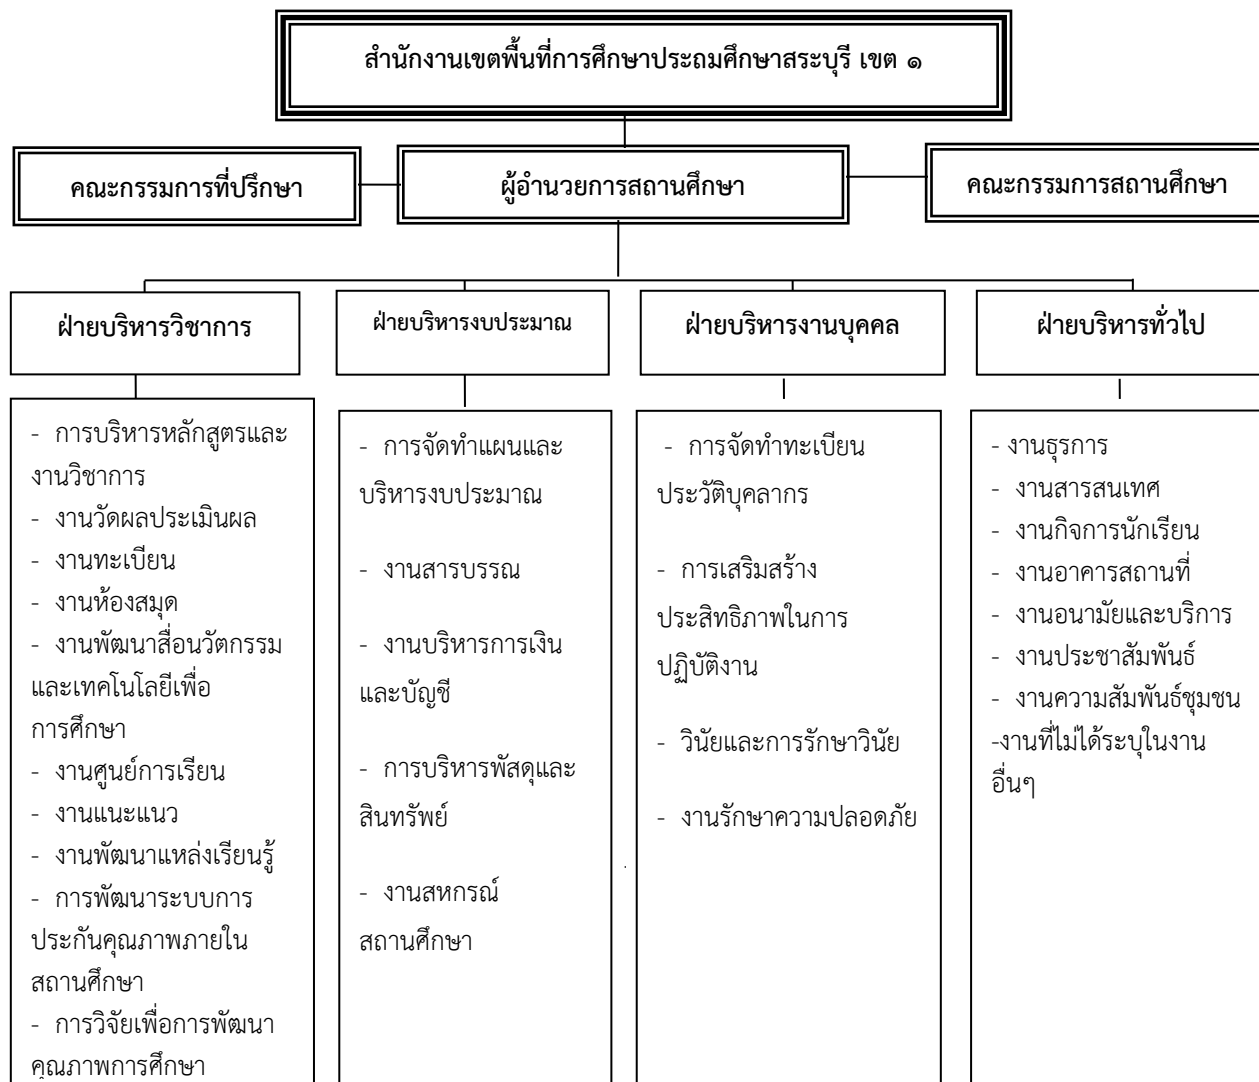 สำนักงานเขตพื้นที่การศึกษาประถมศึกษาสระบุรี เขต ๑
คณะกรรมการที่ปรึกษา
ผู้อำนวยการสถานศึกษา
คณะกรรมการสถานศึกษา
ฝ่ายบริหารวิชาการ
ฝ่ายบริหารงบประมาณ
ฝ่ายบริหารงานบุคคล
ฝ่ายบริหารทั่วไป
- การบริหารหลักสูตรและ
งานวิชาการ
- งานวัดผลประเมินผล
- งานทะเบียน
- งานห้องสมุด
- งานพัฒนาสื่อนวัตกรรม
และเทคโนโลยีเพื่อ
การศึกษา
- งานศูนย์การเรียน
- งานแนะแนว
- งานพัฒนาแหล่งเรียนรู้
- การพัฒนาระบบการ
ประกันคุณภาพภายใน
สถานศึกษา
- การวิจัยเพื่อการพัฒนา
คุณภาพการศึกษา
- การจัดทำแผนและ
บริหารงบประมาณ
- งานสารบรรณ
- งานบริหารการเงิน
และบัญชี
- การบริหารพัสดุและ
สินทรัพย์
- งานสหกรณ์
สถานศึกษา
- การจัดทำทะเบียน
ประวัติบุคลากร
- การเสริมสร้าง
ประสิทธิภาพในการ
ปฏิบัติงาน
- วินัยและการรักษาวินัย
- งานรักษาความปลอดภัย
- งานธุรการ
- งานสารสนเทศ
- งานกิจการนักเรียน
- งานอาคารสถานที่
- งานอนามัยและบริการ
- งานประชาสัมพันธ์
- งานความสัมพันธ์ชุมชน
-งานที่ไม่ได้ระบุในงาน
อื่นๆ